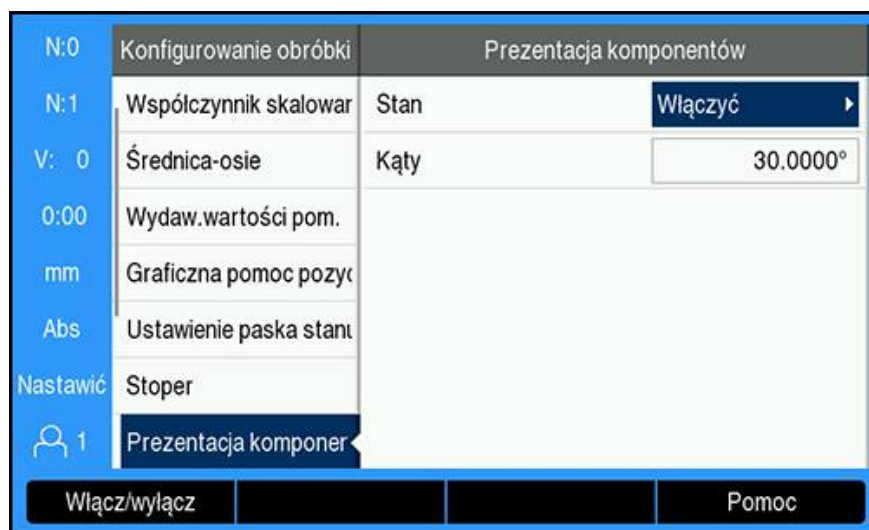 N:0
Konfigurowanie obróbki
Prezentacja komponentów
N:1
Współczynnik skalowar
Stan
Włączyć
V: 0
Średnica-osie
Kąty
30.0000°
0:00
Wydaw.wartości pom.
mm
Graficzna pomoc pozyc
Abs
Ustawienie paska stanu
Nastawić
Stoper
1
Prezentacja komponer
Włącz/wyłącz
Pomoc